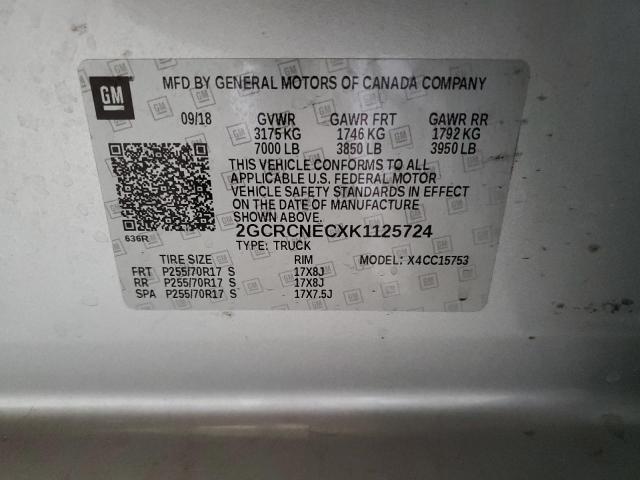 GM
MFD BY GENERAL MOTORS OF CANADA COMPANY
09/18 GVWR GAWR FRT GAWR RR
3175 KG 1746 KG 1792 KG
7000 LB 3850 LB 3950 LB
THIS VEHICLE CONFORMS TO ALL
APPLICABLE U.S. FEDERAL MOTOR
VEHICLE SAFETY STANDARDS IN EFFECT
ON THE DATE OF MANUFACTURE
SHOWN ABOVE.
636R 2GCRCNECXK1125724
TYPE: TRUCK
TIRE SIZE RIM MODEL: X4CC15753
FRT P255/70R17 S 17X8J
RR P255/70R17 S 17X8J
SPA P255/70R17 S 17X7.5J